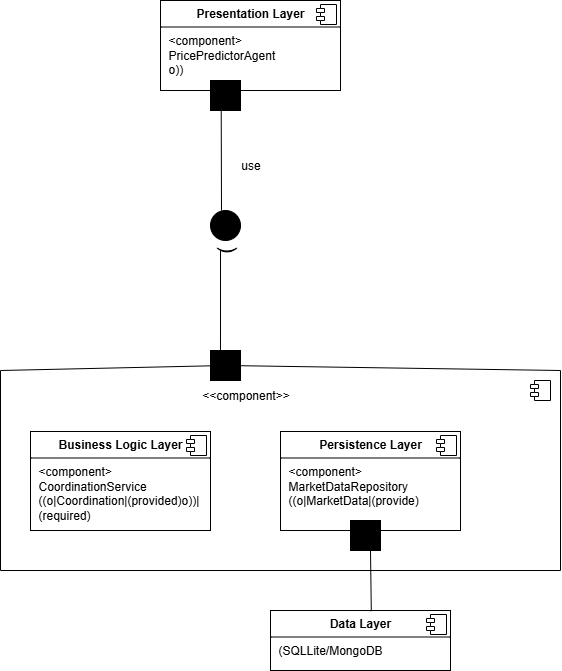 Presentation Layer
<component>
PricePredictorAgent
o))
use
<<component>>
Business Logic Layer
<component>
CoordinationService
((o|Coordination|(provided)o))|
(required)
Persistence Layer
<component>
MarketDataRepository
((o|MarketData|(provide)
Data Layer
(SQLLite/MongoDB